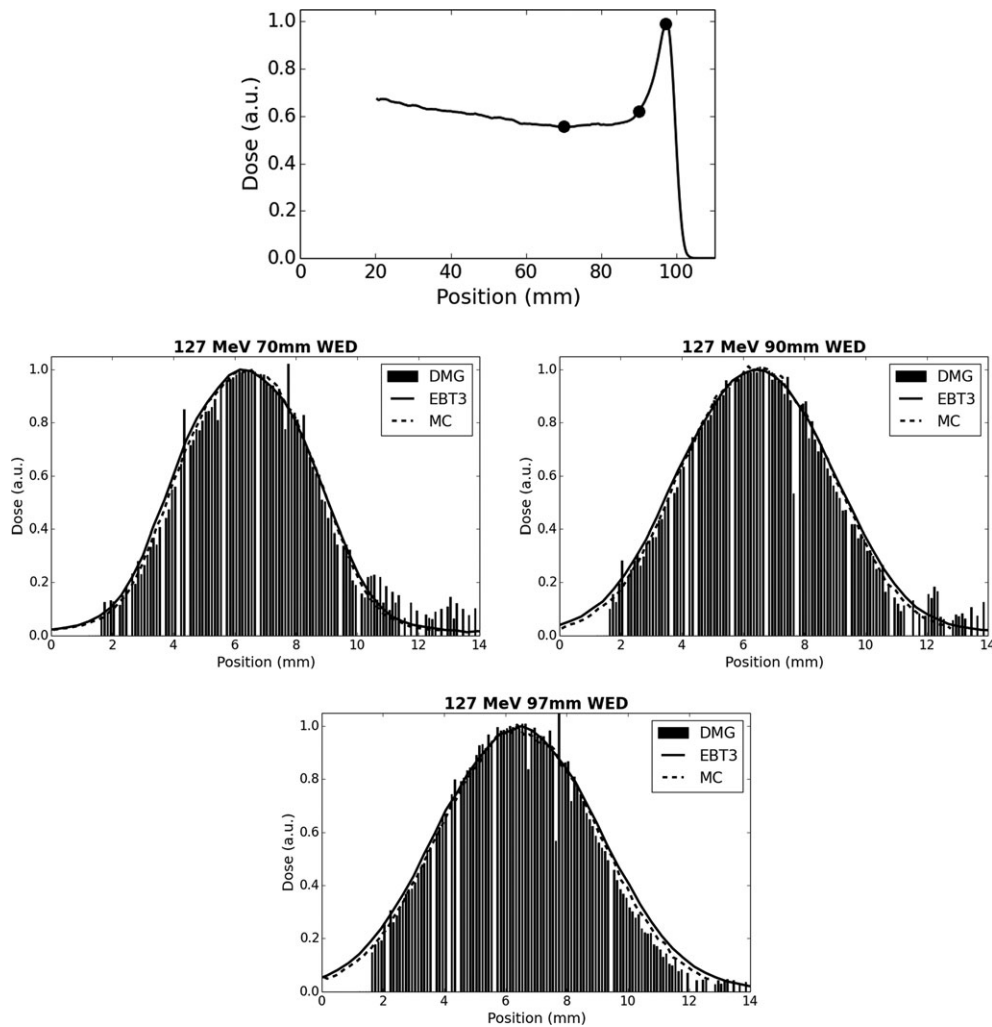 1.0
0.8
0.6
0.4
0.2
0.0
Dose (a.u.)
0 20 40 60 80 100
Position (mm)
127 MeV 70mm WED
1.0
0.8
0.6
0.4
0.2
0.0
Dose (a.u.)
DMG
EBT3
MC
0 2 4 6 8 10 12 14
Position (mm)
127 MeV 90mm WED
1.0
0.8
0.6
0.4
0.2
0.0
Dose (a.u.)
DMG
EBT3
MC
0 2 4 6 8 10 12 14
Position (mm)
127 MeV 97mm WED
1.0
0.8
0.6
0.4
0.2
0.0
Dose (a.u.)
DMG
EBT3
MC
0 2 4 6 8 10 12 14
Position (mm)